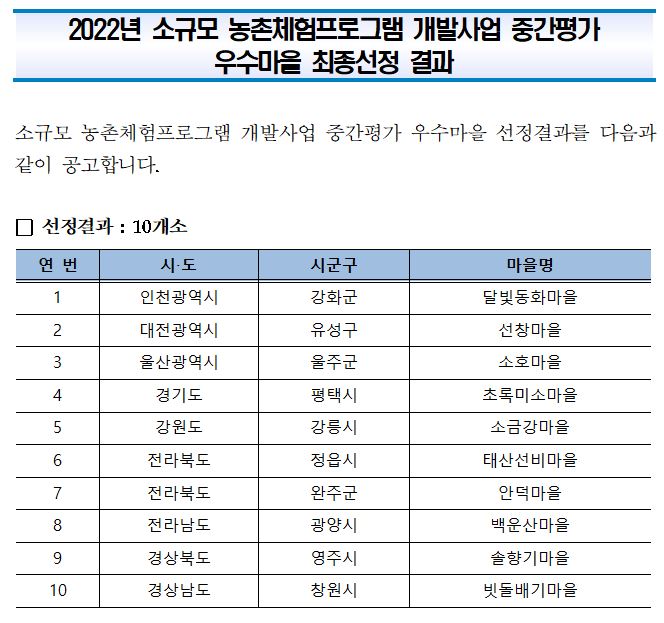 2022년 소규모 농촌체험프로그램 개발사업 중간평가
우수마을 최종선정 결과
소규모 농촌체험프로그램 개발사업 중간평가 우수마을 선정결과를 다음과
같이 공고합니다.
□ 선정결과 : 10개소
연 번 시·도 시군구 마을명
1 인천광역시 강화군 달빛동화마을
2 대전광역시 유성구 선창마을
3 울산광역시 울주군 소호마을
4 경기도 평택시 초록미소마을
5 강원도 강릉시 소금강마을
6 전라북도 정읍시 태산선비마을
7 전라북도 완주군 안덕마을
8 전라남도 광양시 백운산마을
9 경상북도 영주시 솔향기마을
10 경상남도 창원시 빗돌배기마을